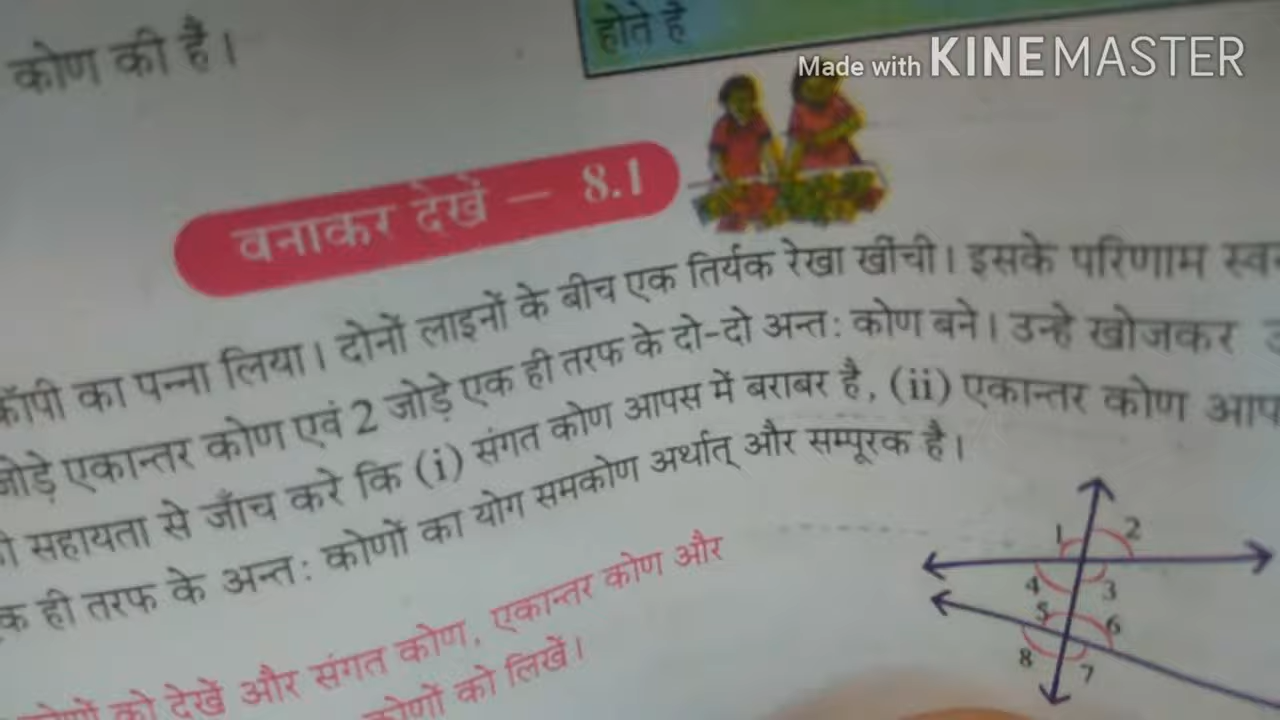 होते है
Made with KINEMASTER
कोण की है।
बनाकर देखें – 8.1
कॉपी का पन्ना लिया। दोनों लाइनों के बीच एक तिर्यक रेखा खींची। इसके परिणाम
जोड़े एकान्तर कोण एवं 2 जोड़े एक ही तरफ के दो-दो अन्त: कोण बने। उन्हे खोजकर
सहायता से जाँच करे कि (i) संगत कोण आपस में बराबर है, (ii) एकान्तर कोण
ही तरफ के अन्त: कोणों का योग समकोण अर्थात् और सम्पूरक है।
को देखें और संगत कोण, एकान्तर कोण और
कोणों को लिखें।
1 2
4 3
5 6
8 7